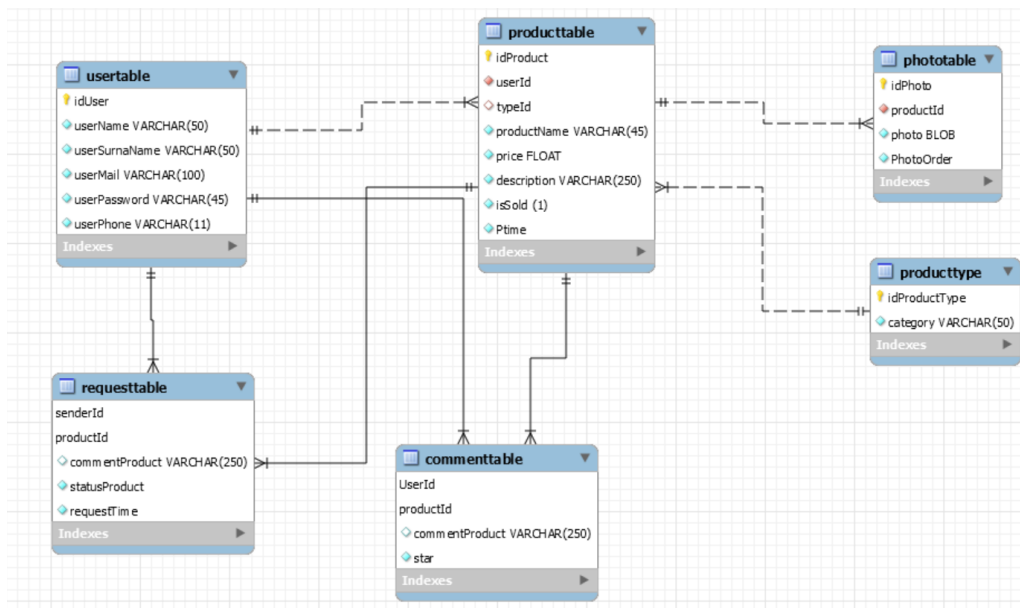 usertable
idUser
userName VARCHAR(50)
userSurnaName VARCHAR(50)
userMail VARCHAR(100)
userPassword VARCHAR(45)
userPhone VARCHAR(11)
Indexes
producttable
idProduct
userId
typeId
productName VARCHAR(45)
price FLOAT
description VARCHAR(250)
isSold (1)
Ptime
Indexes
phototable
idPhoto
productId
photo BLOB
PhotoOrder
Indexes
producttype
idProductType
category VARCHAR(50)
Indexes
requesttable
senderId
productId
commentProduct VARCHAR(250)
statusProduct
requestTime
Indexes
commenttable
UserId
productId
commentProduct VARCHAR(250)
star
Indexes